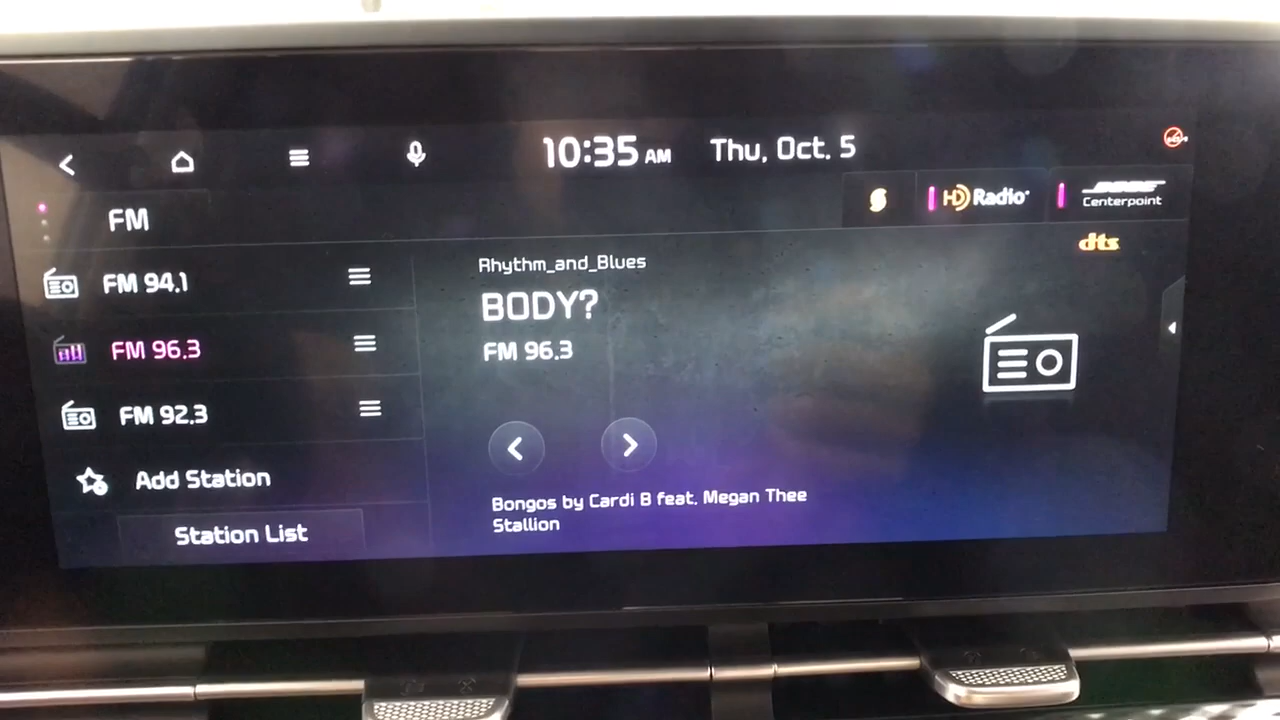 10:35 AM Thu, Oct. 5
FM
HD Radio
BOSE
Centerpoint
dts
FM 94.1
FM 96.3
FM 92.3
Add Station
Station List
Rhythm_and_Blues
BODY?
FM 96.3
Bongos by Cardi B feat. Megan Thee
Stallion